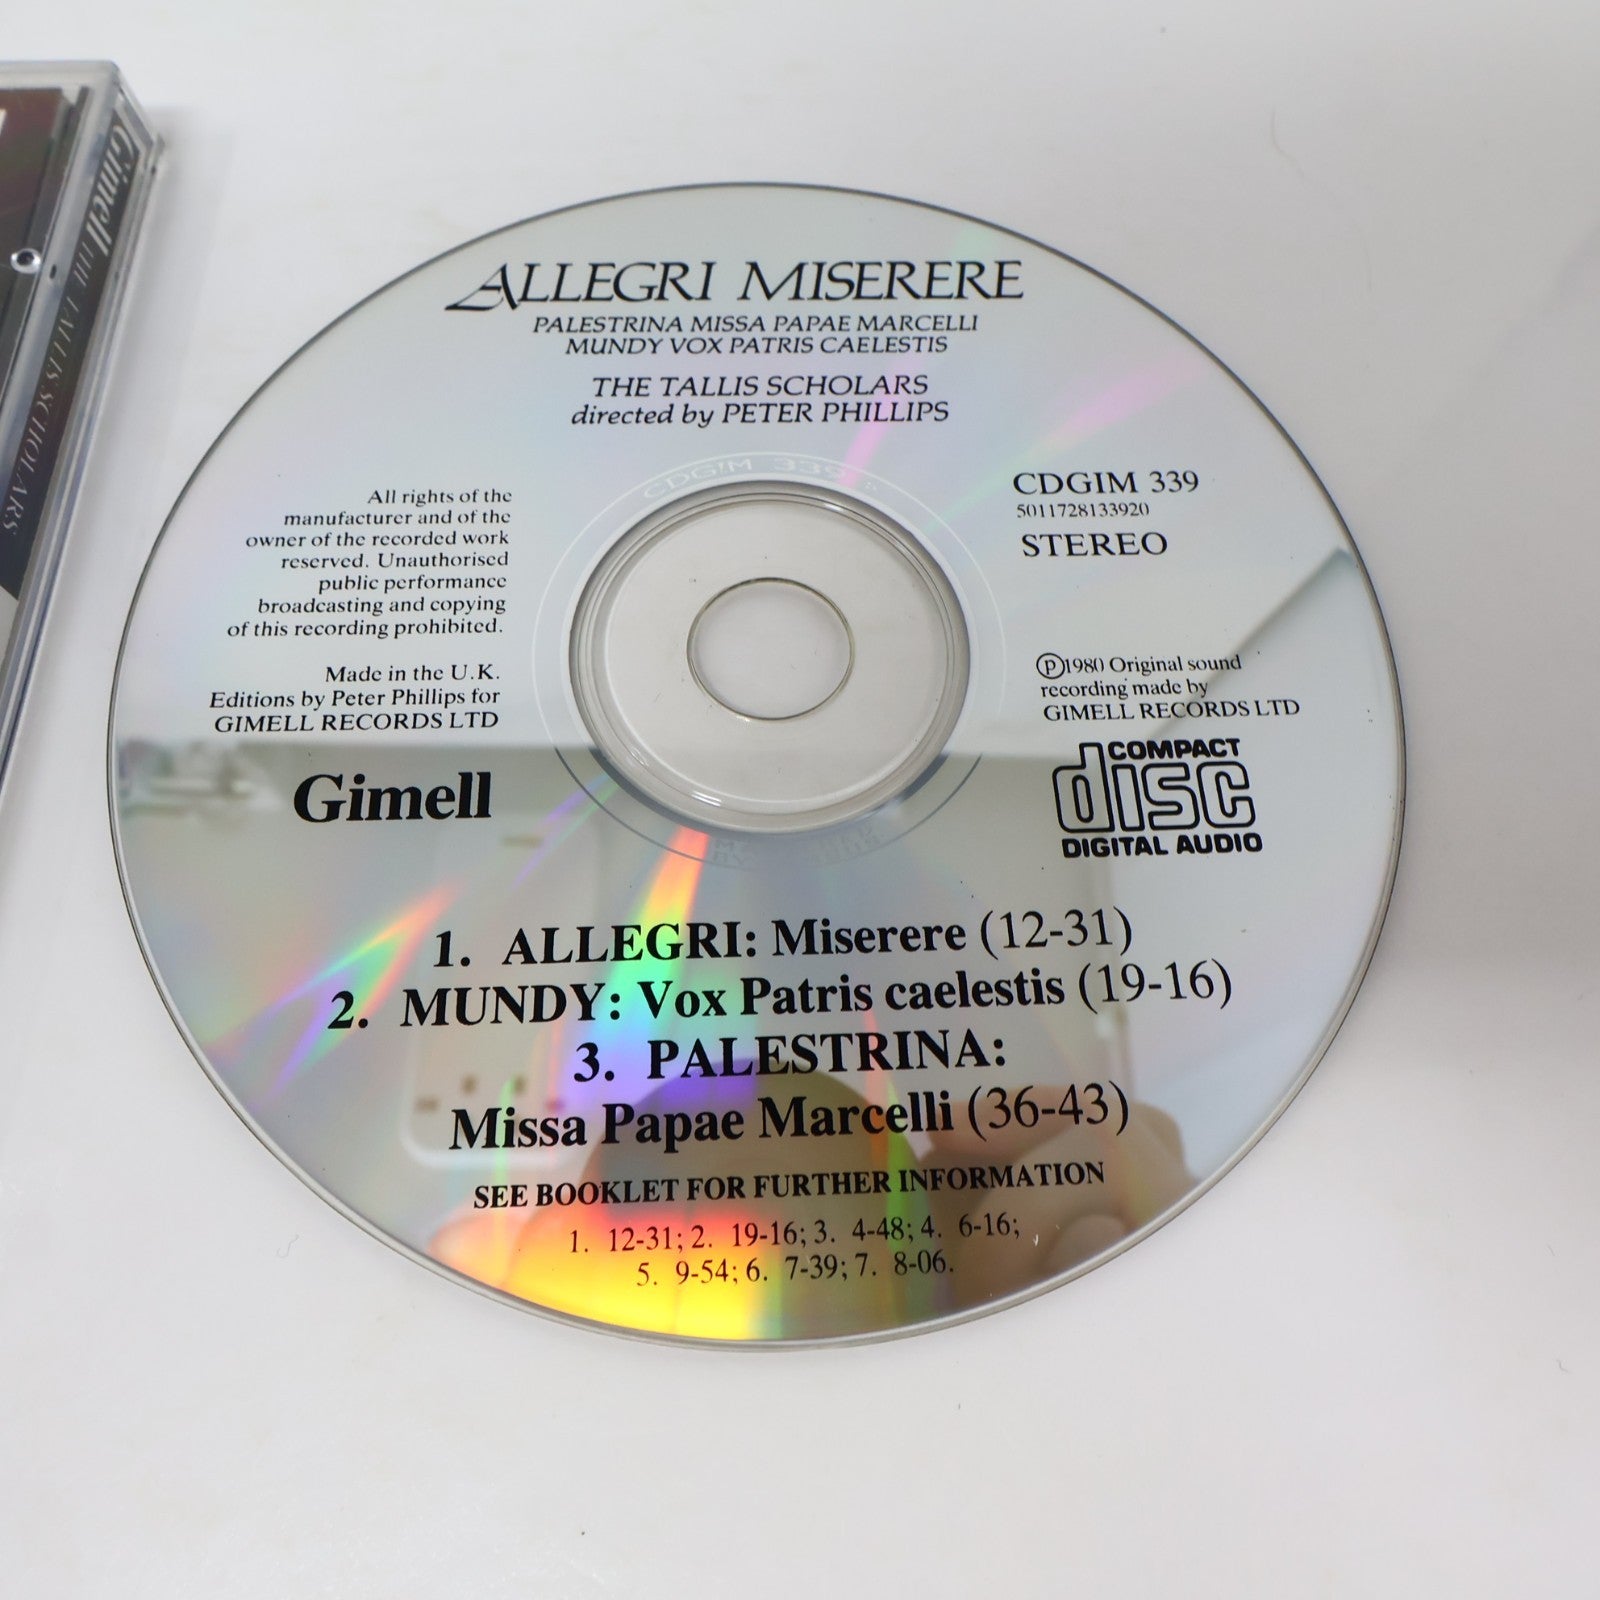 Gimell THE TALLIS SCHOLARS
ALLEGRI MISERERE
PALESTRINA MISSA PAPAE MARCELLI
MUNDY VOX PATRIS CAELESTIS
THE TALLIS SCHOLARS
directed by PETER PHILLIPS
CDGIM 339
All rights of the
manufacturer and of the
owner of the recorded work
reserved. Unauthorised
public performance
broadcasting and copying
of this recording prohibited.
Made in the U.K.
Editions by Peter Phillips for
GIMELL RECORDS LTD
Gimell
CDGIM 339
5011728133920
STEREO
℗1980 Original sound
recording made by
GIMELL RECORDS LTD
COMPACT
disc
DIGITAL AUDIO
1. ALLEGRI: Miserere (12-31)
2. MUNDY: Vox Patris caelestis (19-16)
3. PALESTRINA:
Missa Papae Marcelli (36-43)
SEE BOOKLET FOR FURTHER INFORMATION
1. 12-31; 2. 19-16; 3. 4-48; 4. 6-16;
5. 9-54; 6. 7-39; 7. 8-06.